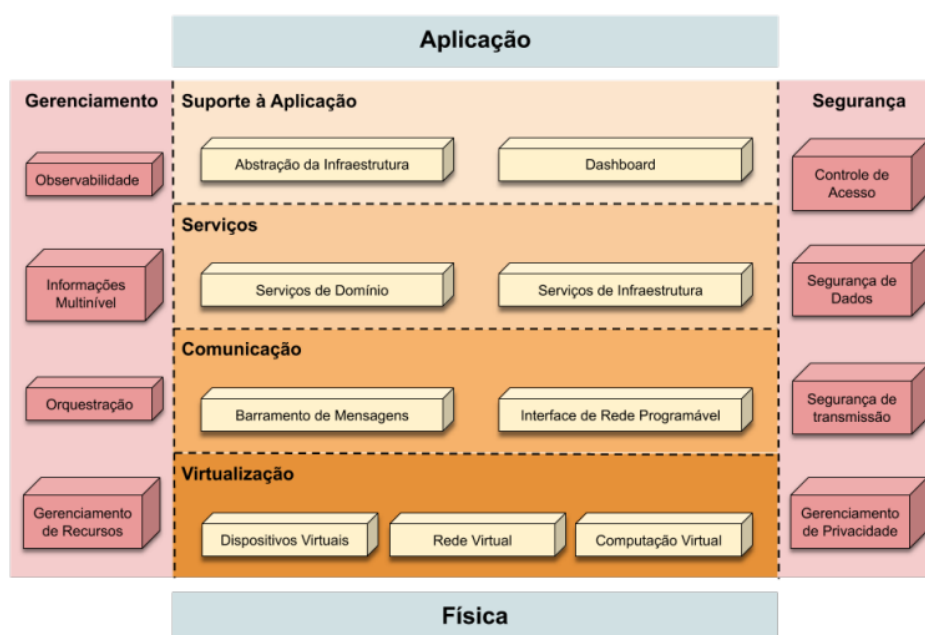 Aplicação
Gerenciamento
Observabilidade
Informações
Multinível
Orquestração
Gerenciamento
de Recursos
Suporte à Aplicação
Abstração da Infraestrutura
Dashboard
Serviços
Serviços de Domínio
Serviços de Infraestrutura
Comunicação
Barramento de Mensagens
Interface de Rede Programável
Virtualização
Dispositivos Virtuais
Rede Virtual
Computação Virtual
Segurança
Controle de
Acesso
Segurança de
Dados
Segurança de
transmissão
Gerenciamento
de Privacidade
Física